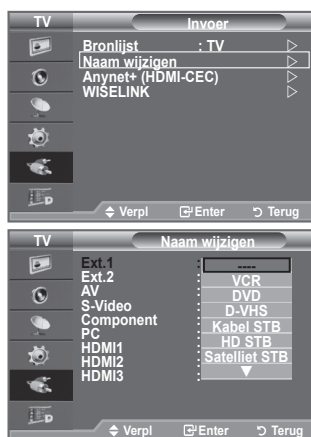 TV Invoer
Bronlijst : TV
Naam wijzigen
Anynet+ (HDMI-CEC)
WISELINK
Verpl Enter Terug
TV Naam wijzigen
Ext.1 : ----
Ext.2 : VCR
AV : DVD
S-Video : D-VHS
Component : Kabel STB
PC : HD STB
HDMI1 : Satelliet STB
HDMI2 :
HDMI3 :
Verpl Enter Terug